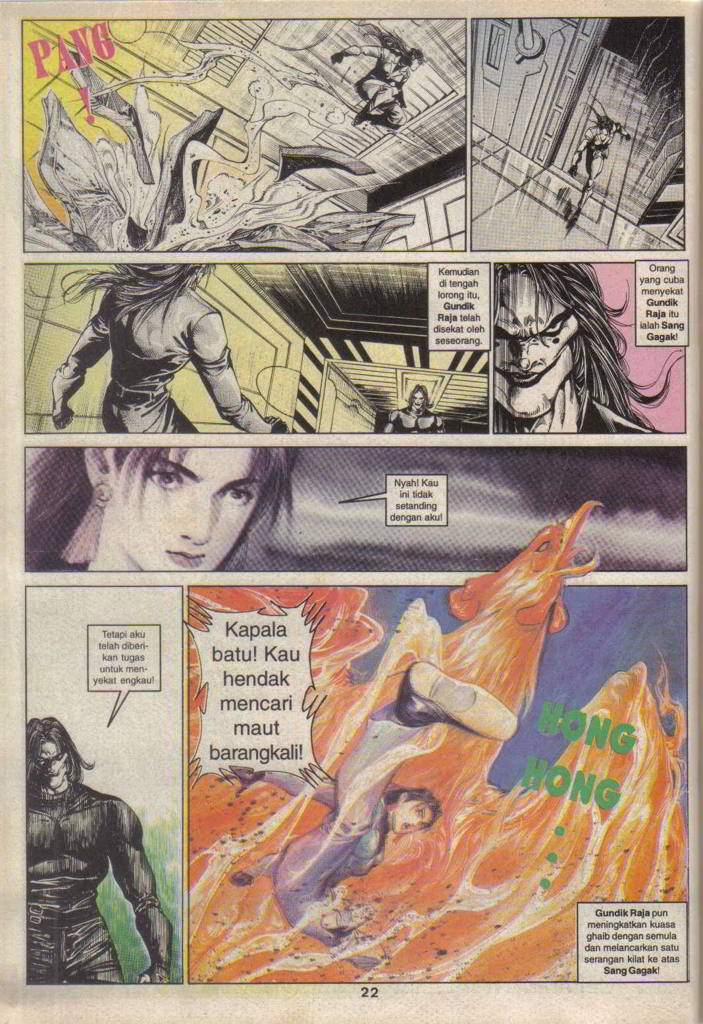 PANG
!
Kemudian
di tengah
lorong itu,
Gundik
Raja telah
disekat oleh
seseorang.
Orang
yang cuba
menyekat
Gundik
Raja itu
ialah Sang
Gagak!
Nyah! Kau
ini tidak
setanding
dengan aku!
Tetapi aku
telah diberi-
kan tugas
untuk men-
yekat engkau!
Kapala
batu! Kau
hendak
mencari
maut
barangkali!
HONG
HONG
...
Gundik Raja pun
meningkatkan kuasa
ghaib dengan semula
dan melancarkan satu
serangan kilat ke atas
Sang Gagak!
22